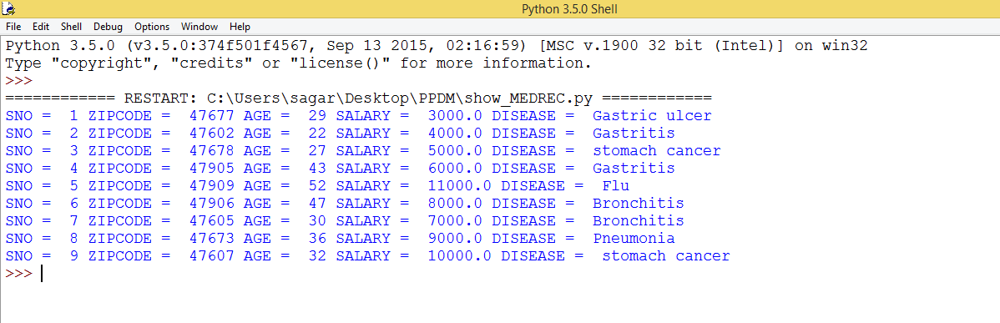 Python 3.5.0 Shell
File Edit Shell Debug Options Window Help
Python 3.5.0 (v3.5.0:374f501f4567, Sep 13 2015, 02:16:59) [MSC v.1900 32 bit (Intel)] on win32
Type "copyright", "credits" or "license()" for more information.
>>>
============ RESTART: C:\Users\sagar\Desktop\PPDM\show_MEDREC.py ============
SNO =  1 ZIPCODE =  47677 AGE =  29 SALARY =  3000.0 DISEASE =  Gastric ulcer
SNO =  2 ZIPCODE =  47602 AGE =  22 SALARY =  4000.0 DISEASE =  Gastritis
SNO =  3 ZIPCODE =  47678 AGE =  27 SALARY =  5000.0 DISEASE =  stomach cancer
SNO =  4 ZIPCODE =  47905 AGE =  43 SALARY =  6000.0 DISEASE =  Gastritis
SNO =  5 ZIPCODE =  47909 AGE =  52 SALARY =  11000.0 DISEASE =  Flu
SNO =  6 ZIPCODE =  47906 AGE =  47 SALARY =  8000.0 DISEASE =  Bronchitis
SNO =  7 ZIPCODE =  47605 AGE =  30 SALARY =  7000.0 DISEASE =  Bronchitis
SNO =  8 ZIPCODE =  47673 AGE =  36 SALARY =  9000.0 DISEASE =  Pneumonia
SNO =  9 ZIPCODE =  47607 AGE =  32 SALARY =  10000.0 DISEASE =  stomach cancer
>>>